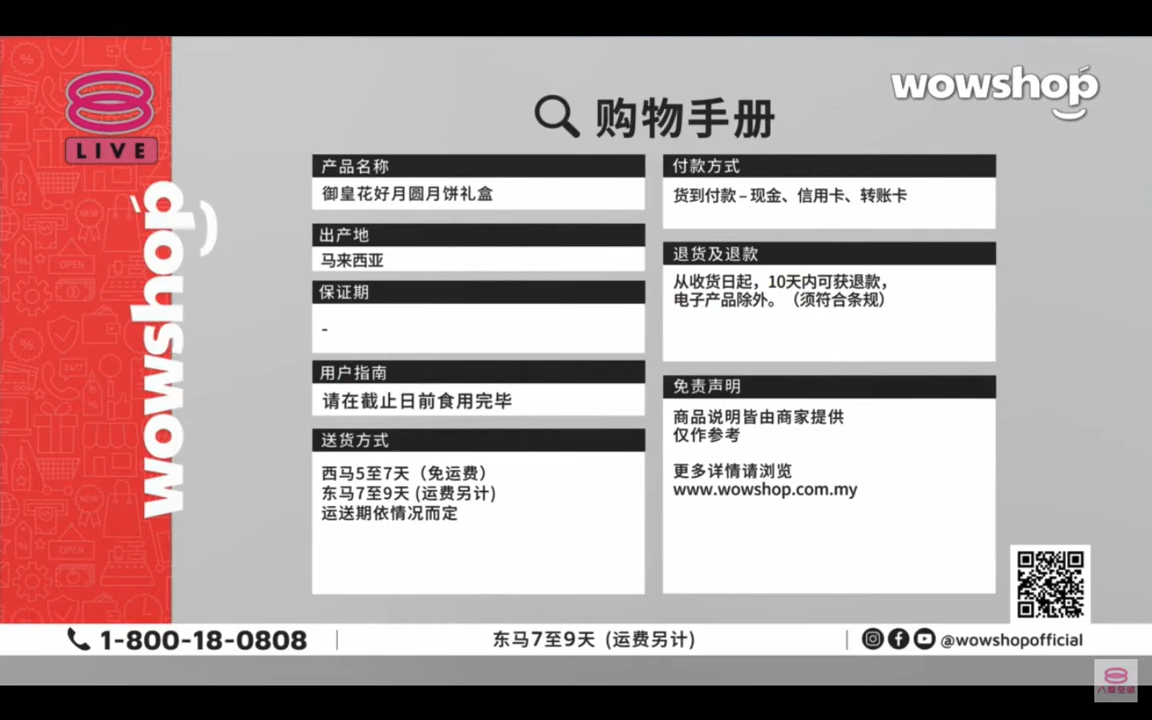 LIVE
wowshop
wowshop
购物手册
产品名称
御皇花好月圆月饼礼盒
出产地
马来西亚
保证期
-
用户指南
请在截止日前食用完毕
送货方式
西马5至7天（免运费）
东马7至9天 (运费另计)
运送期依情况而定
付款方式
货到付款 – 现金、信用卡、转账卡
退货及退款
从收货日起，10天内可获退款，
电子产品除外。（须符合条规）
免责声明
商品说明皆由商家提供
仅作参考
更多详情请浏览
www.wowshop.com.my
1-800-18-0808
东马7至9天 (运费另计)
@wowshopofficial
八度空间